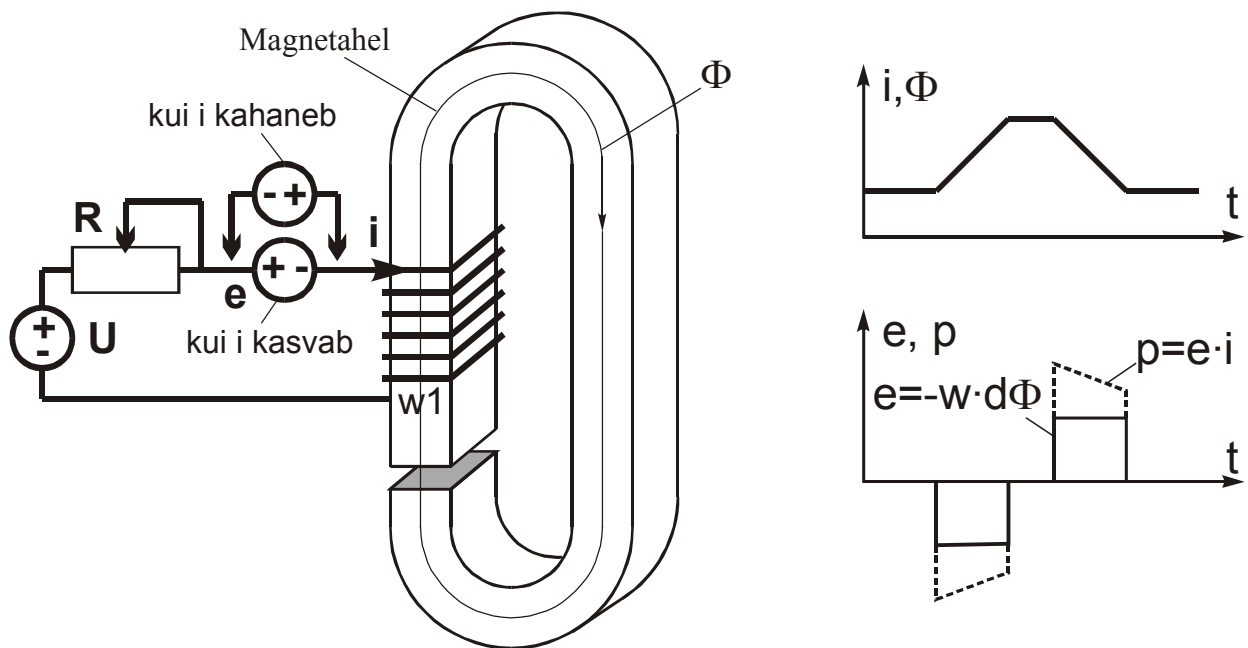 Magnetahel
Φ
kui i kahaneb
- +
R
i
+ -
e
kui i kasvab
+
-
U
w1
i,Φ
t
e, p
p=e·i
e=-w·dΦ
t